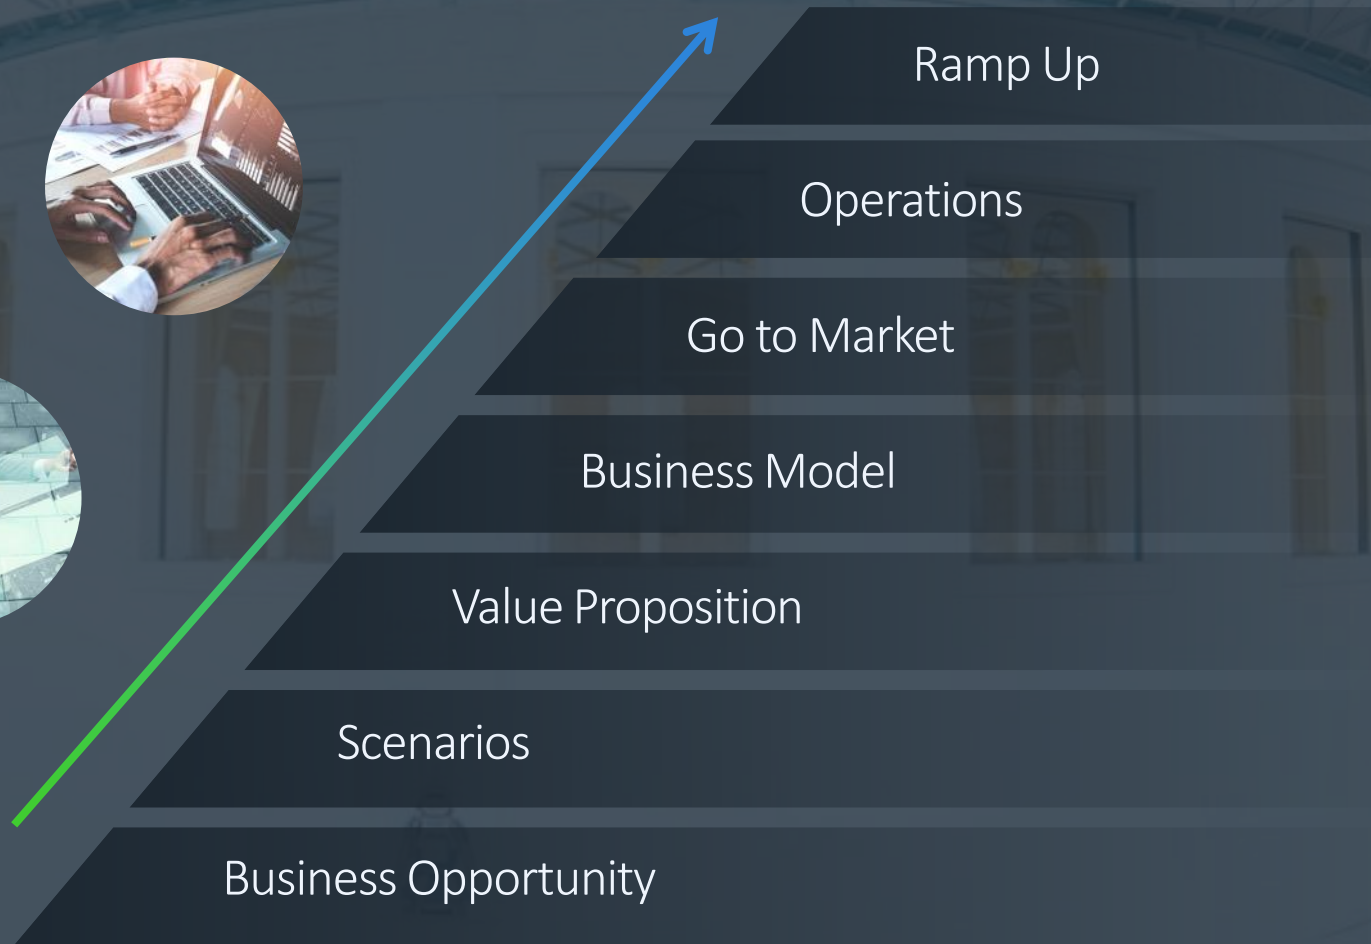 Ramp Up
Operations
Go to Market
Business Model
Value Proposition
Scenarios
Business Opportunity